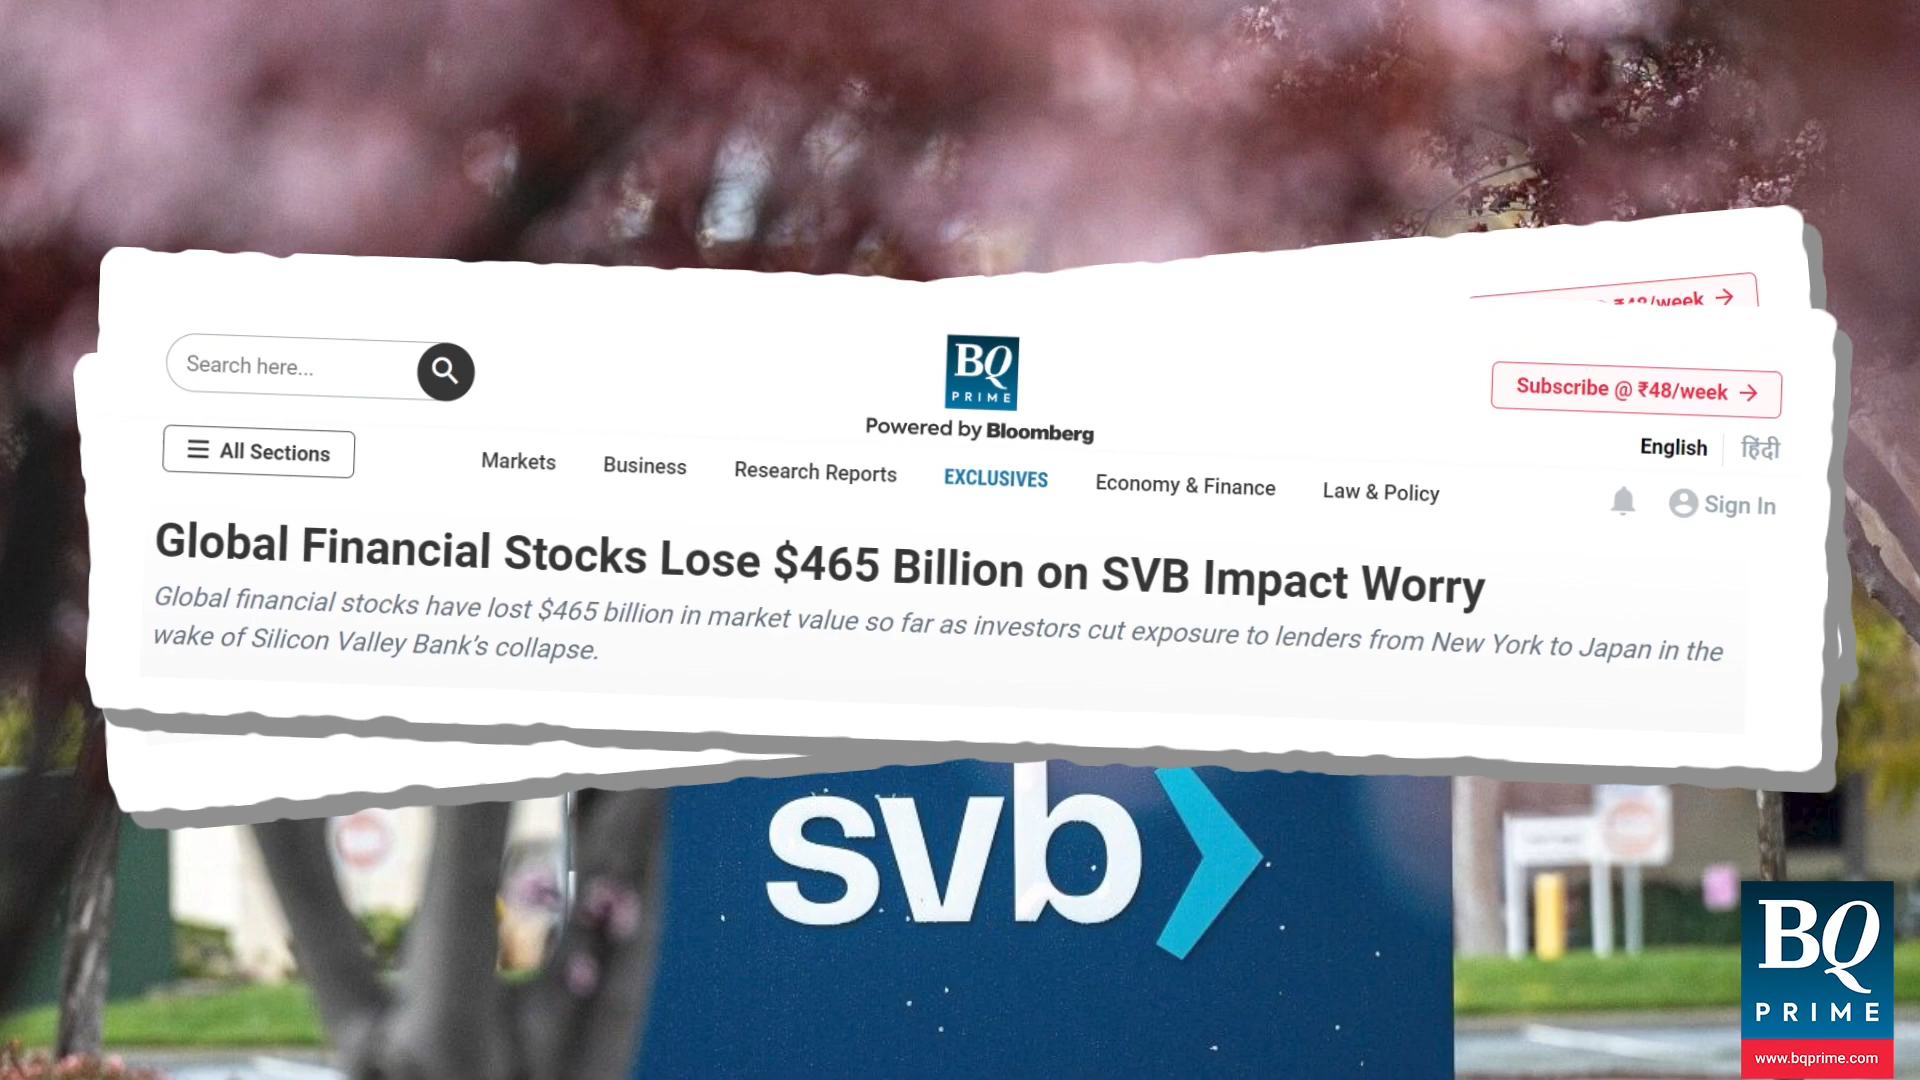 ₹48/week →
Search here...
BQ
PRIME
Powered by Bloomberg
Subscribe @ ₹48/week →
English
हिंदी
All Sections
Markets
Business
Research Reports
EXCLUSIVES
Economy & Finance
Law & Policy
Sign In
Global Financial Stocks Lose $465 Billion on SVB Impact Worry
Global financial stocks have lost $465 billion in market value so far as investors cut exposure to lenders from New York to Japan in the
wake of Silicon Valley Bank’s collapse.
svb
BQ
PRIME
www.bqprime.com